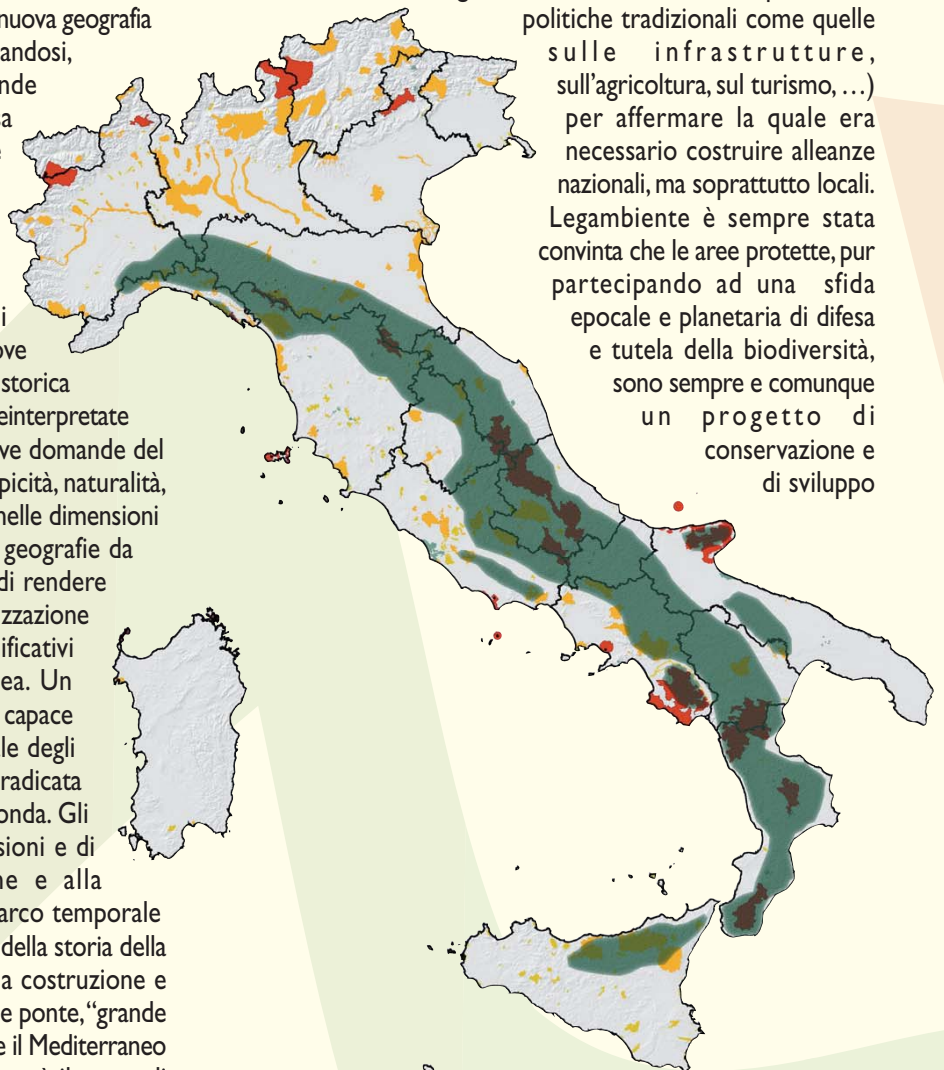 nuova geografia
andosi,
nde
sa
i
ove
storica
einterpretate
ve domande del
picità, naturalità,
nelle dimensioni
geografie da
di rendere
izzazione
ificativi
ea. Un
capace
le degli
radicata
onda. Gli
sioni e di
ne e alla
arco temporale
della storia della
a costruzione e
e ponte, “grande
e il Mediterraneo
politiche tradizionali come quelle
sulle infrastrutture,
sull'agricoltura, sul turismo, …)
per affermare la quale era
necessario costruire alleanze
nazionali, ma soprattutto locali.
Legambiente è sempre stata
convinta che le aree protette, pur
partecipando ad una sfida
epocale e planetaria di difesa
e tutela della biodiversità,
sono sempre e comunque
un progetto di
conservazione e
di sviluppo